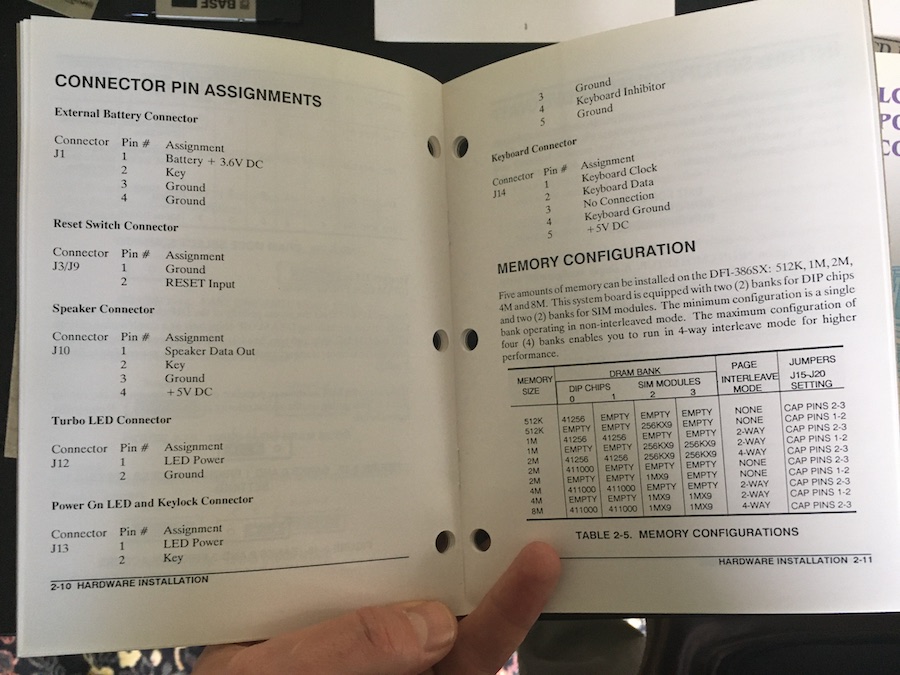 BASE
1
CONNECTOR PIN ASSIGNMENTS
External Battery Connector
Connector Pin # Assignment
J1 1 Battery + 3.6V DC
2 Key
3 Ground
4 Ground
Reset Switch Connector
Connector Pin # Assignment
J3/J9 1 Ground
2 RESET Input
Speaker Connector
Connector Pin # Assignment
J10 1 Speaker Data Out
2 Key
3 Ground
4 +5V DC
Turbo LED Connector
Connector Pin # Assignment
J12 1 LED Power
2 Ground
Power On LED and Keylock Connector
Connector Pin # Assignment
J13 1 LED Power
2 Key
2-10 HARDWARE INSTALLATION
3 Ground
4 Keyboard Inhibitor
5 Ground
Keyboard Connector
Connector Pin # Assignment
J14 1 Keyboard Clock
2 Keyboard Data
3 No Connection
4 Keyboard Ground
5 +5V DC
MEMORY CONFIGURATION
Five amounts of memory can be installed on the DFI-386SX: 512K, 1M, 2M,
4M and 8M. This system board is equipped with two (2) banks for DIP chips
and two (2) banks for SIM modules. The minimum configuration is a single
bank operating in non-interleaved mode. The maximum configuration of
four (4) banks enables you to run in 4-way interleave mode for higher
performance.
MEMORY SIZE DRAM BANK PAGE INTERLEAVE MODE JUMPERS J15-J20 SETTING
DIP CHIPS SIM MODULES
0 1 2 3
512K 41256 EMPTY EMPTY EMPTY NONE CAP PINS 2-3
512K EMPTY EMPTY 256KX9 EMPTY NONE CAP PINS 1-2
1M 41256 41256 EMPTY EMPTY 2-WAY CAP PINS 2-3
1M EMPTY EMPTY 256KX9 256KX9 2-WAY CAP PINS 1-2
2M 41256 41256 256KX9 256KX9 4-WAY CAP PINS 2-3
2M 411000 EMPTY EMPTY EMPTY NONE CAP PINS 2-3
2M EMPTY EMPTY 1MX9 EMPTY NONE CAP PINS 1-2
4M 411000 411000 EMPTY EMPTY 2-WAY CAP PINS 2-3
4M EMPTY EMPTY 1MX9 1MX9 2-WAY CAP PINS 1-2
8M 411000 411000 1MX9 1MX9 4-WAY CAP PINS 2-3
TABLE 2-5. MEMORY CONFIGURATIONS
HARDWARE INSTALLATION 2-11